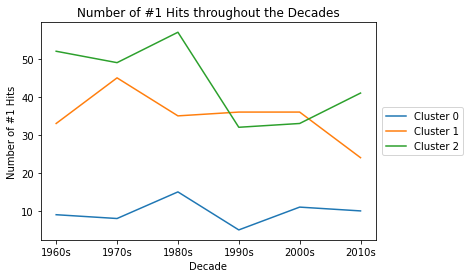 Number of #1 Hits throughout the Decades
Number of #1 Hits
50
40
30
20
10
1960s 1970s 1980s 1990s 2000s 2010s
Decade
Cluster 0
Cluster 1
Cluster 2